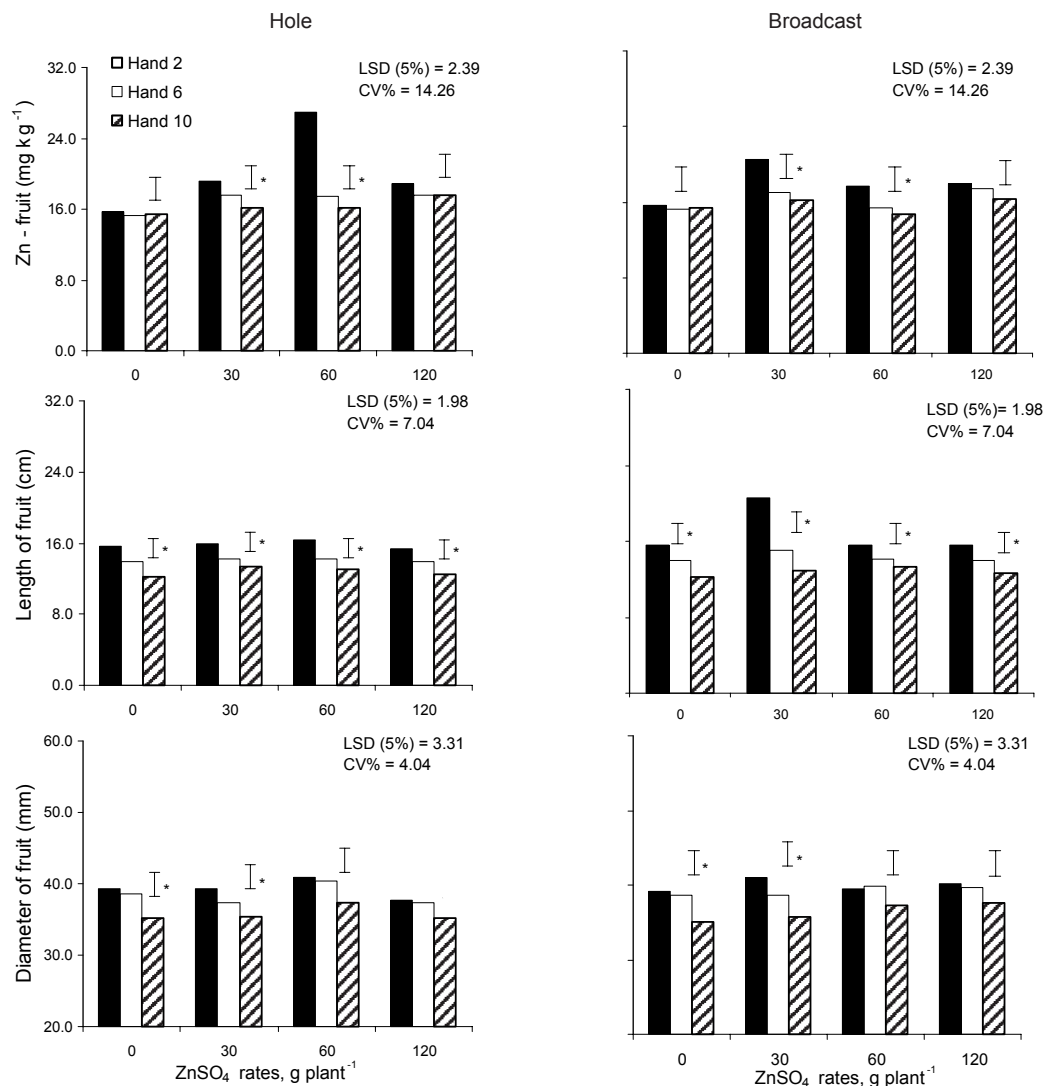 Hole
Broadcast
Zn - fruit (mg kg⁻¹)
32.0
24.0
16.0
8.0
0.0
Hand 2
Hand 6
Hand 10
LSD (5%) = 2.39
CV% = 14.26
*
*
0
30
60
120
LSD (5%) = 2.39
CV% = 14.26
*
*
0
30
60
120
Length of fruit (cm)
32.0
24.0
16.0
8.0
0.0
LSD (5%) = 1.98
CV% = 7.04
*
*
*
*
0
30
60
120
LSD (5%)= 1.98
CV% = 7.04
*
*
*
*
0
30
60
120
Diameter of fruit (mm)
60.0
50.0
40.0
30.0
20.0
LSD (5%) = 3.31
CV% = 4.04
*
*
0
30
60
120
ZnSO₄ rates, g plant⁻¹
LSD (5%) = 3.31
CV% = 4.04
*
*
0
30
60
120
ZnSO₄ rates, g plant⁻¹